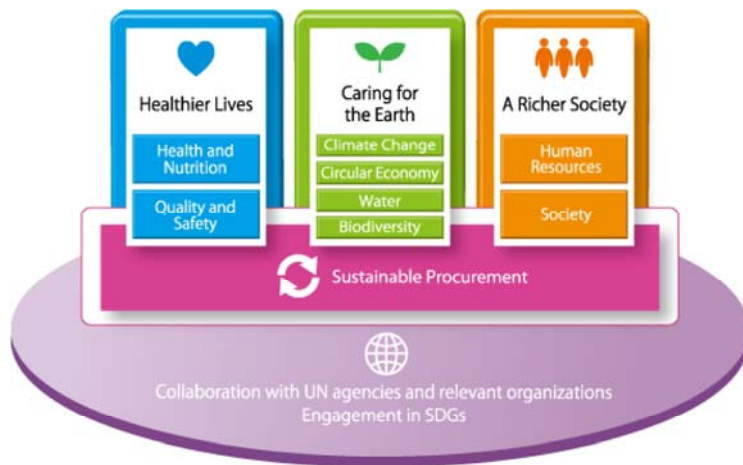 Healthier Lives
Health and
Nutrition
Quality and
Safety
Caring for
the Earth
Climate Change
Circular Economy
Water
Biodiversity
A Richer Society
Human
Resources
Society
Sustainable Procurement
Collaboration with UN agencies and relevant organizations
Engagement in SDGs